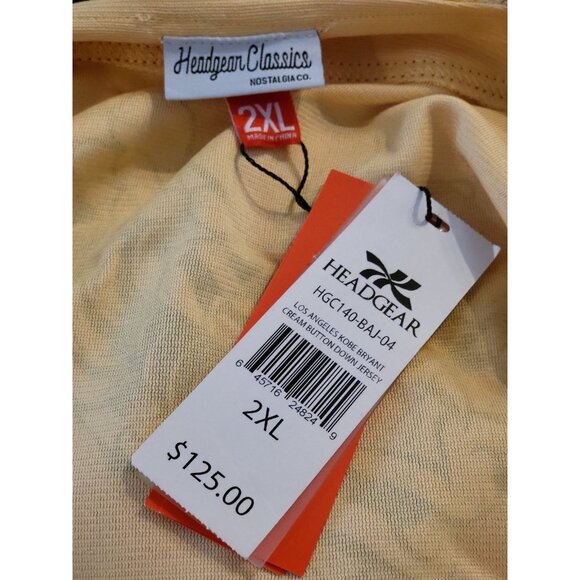 Headgear Classics
NOSTALGIA CO.
2XL
MADE IN CHINA
HEADGEAR
HGC140-BAJ-04
LOS ANGELES KOBE BRYANT
CREAM BUTTON DOWN JERSEY
6 45716 24824 9
2XL
$125.00